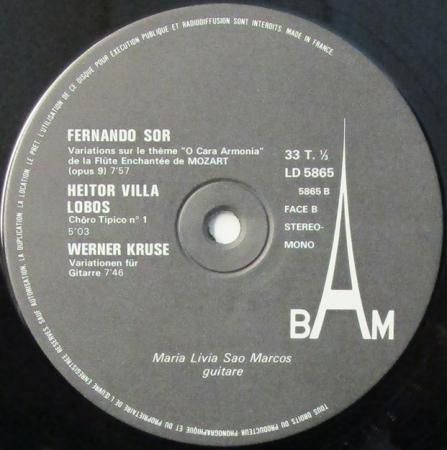 TOUS DROITS DU PRODUCTEUR-PHONOGRAPHIQUE ET DU PROPRIETAIRE DE L'ŒUVRE ENREGISTREE RESERVES SAUF AUTORISATION, LA DUPLICATION, LA LOCATION, LE PRET, L'UTILISATION DE CE DISQUE POUR EXECUTION PUBLIQUE ET RADIODIFFUSION SONT INTERDITS. MADE IN FRANCE.
FERNANDO SOR
Variations sur le thème "O Cara Armonia"
de la Flûte Enchantée de MOZART
(opus 9) 7'57
HEITOR VILLA
LOBOS
Chôro Tipico n° 1
5'03
WERNER KRUSE
Variationen für
Gitarre 7'46
33 T. ⅓
LD 5865
5865 B
FACE B
STEREO-
MONO
BAM
Maria Livia Sao Marcos
guitare